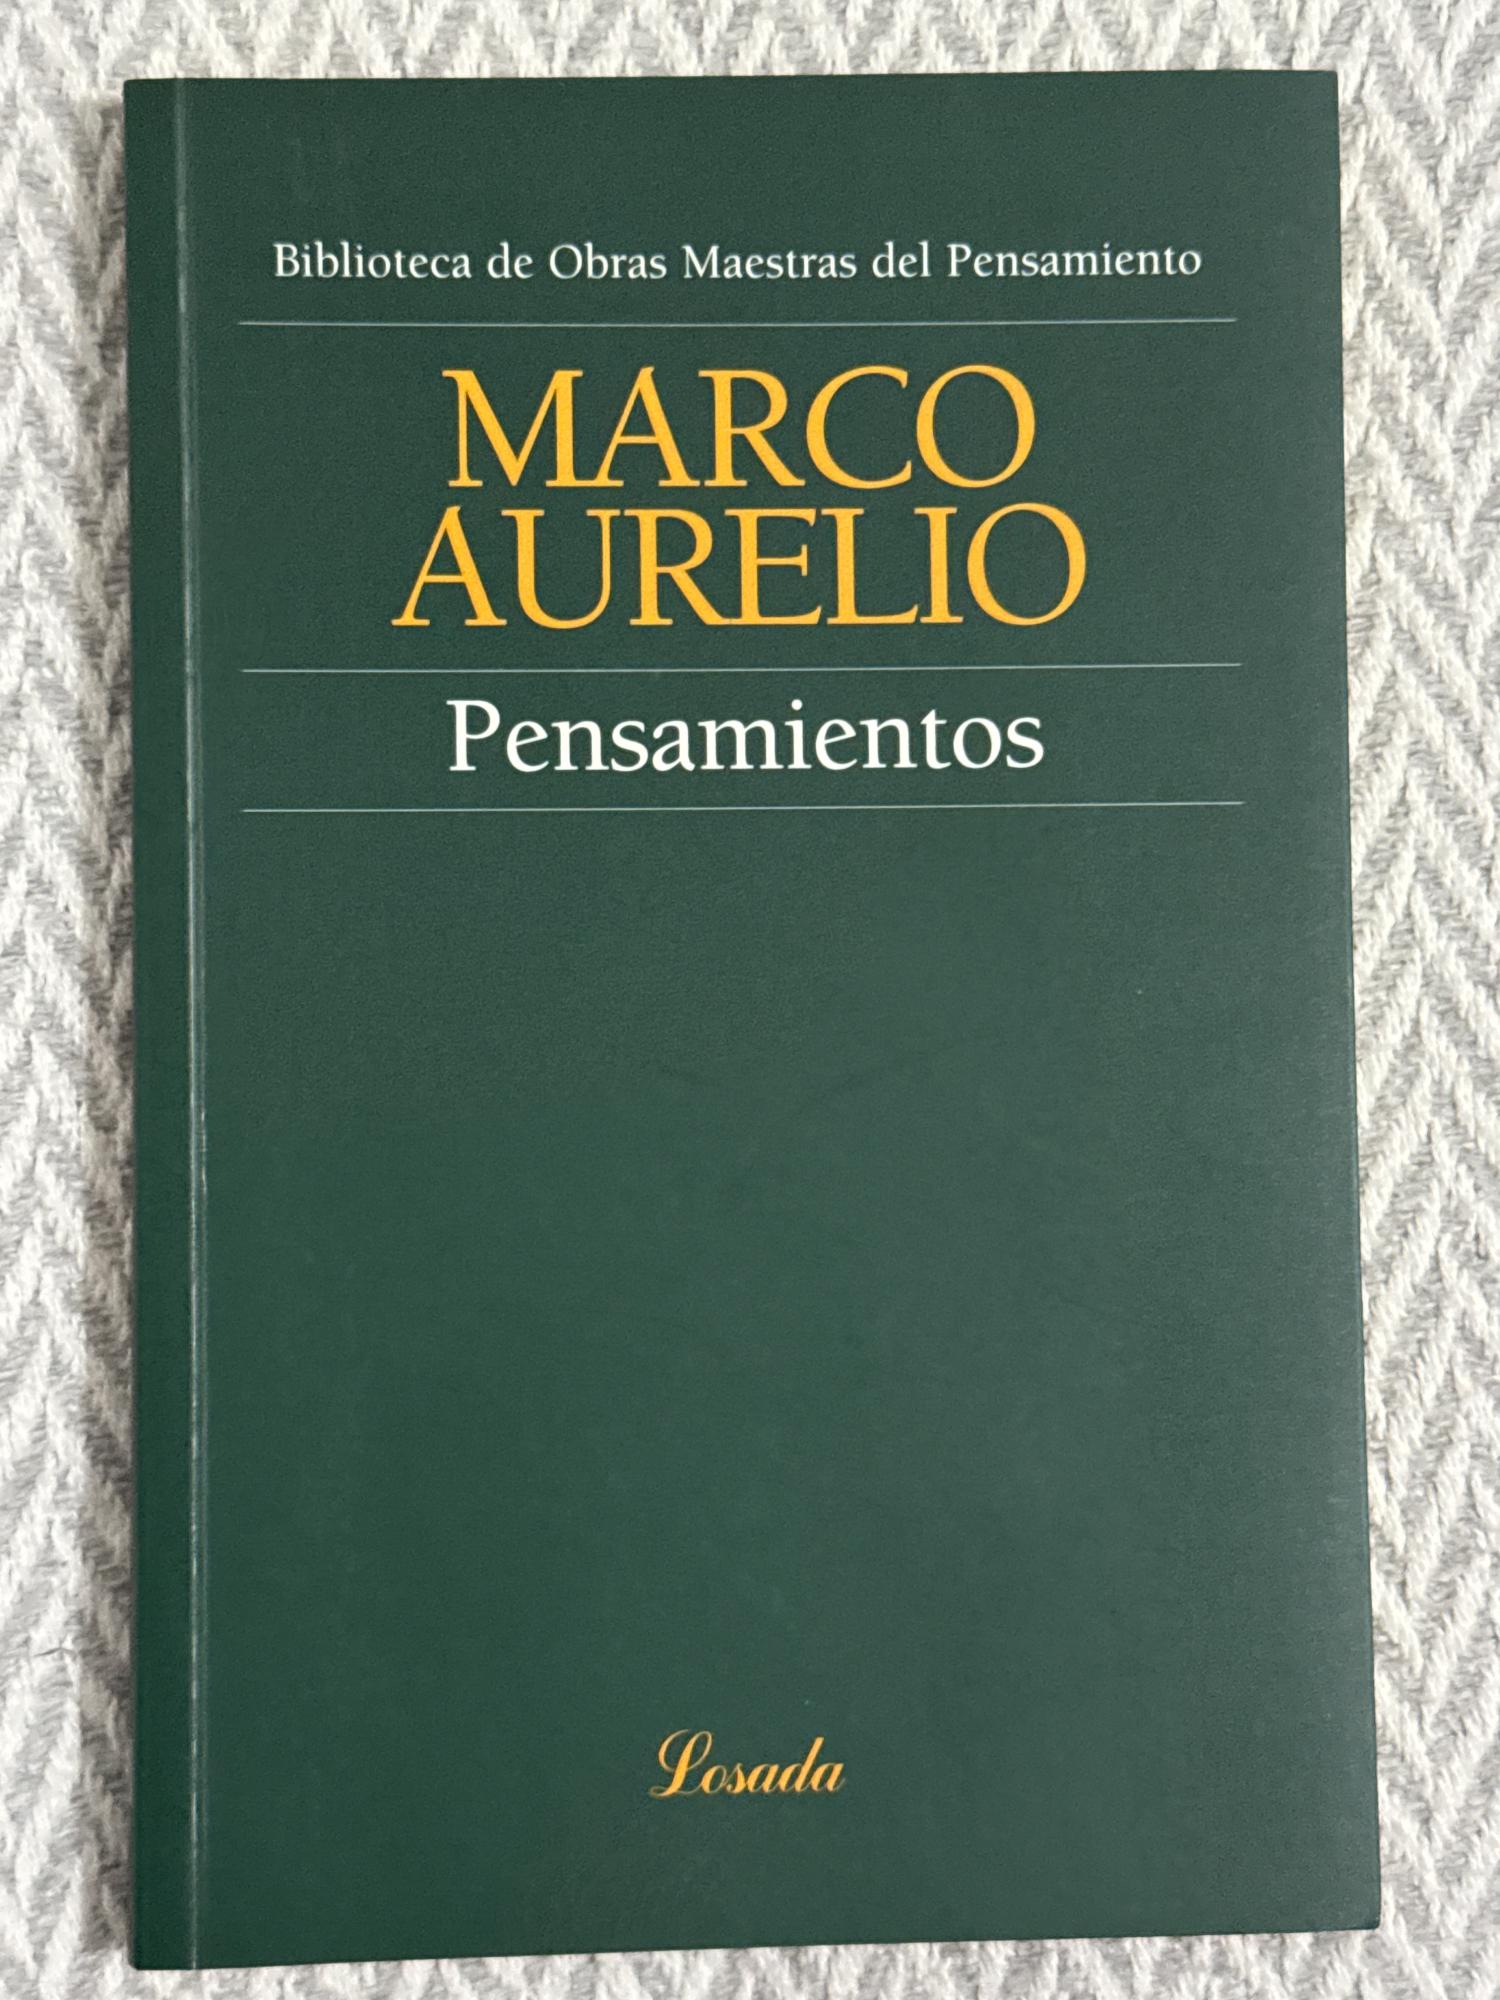 Biblioteca de Obras Maestras del Pensamiento
MARCO
AURELIO
Pensamientos
Losada